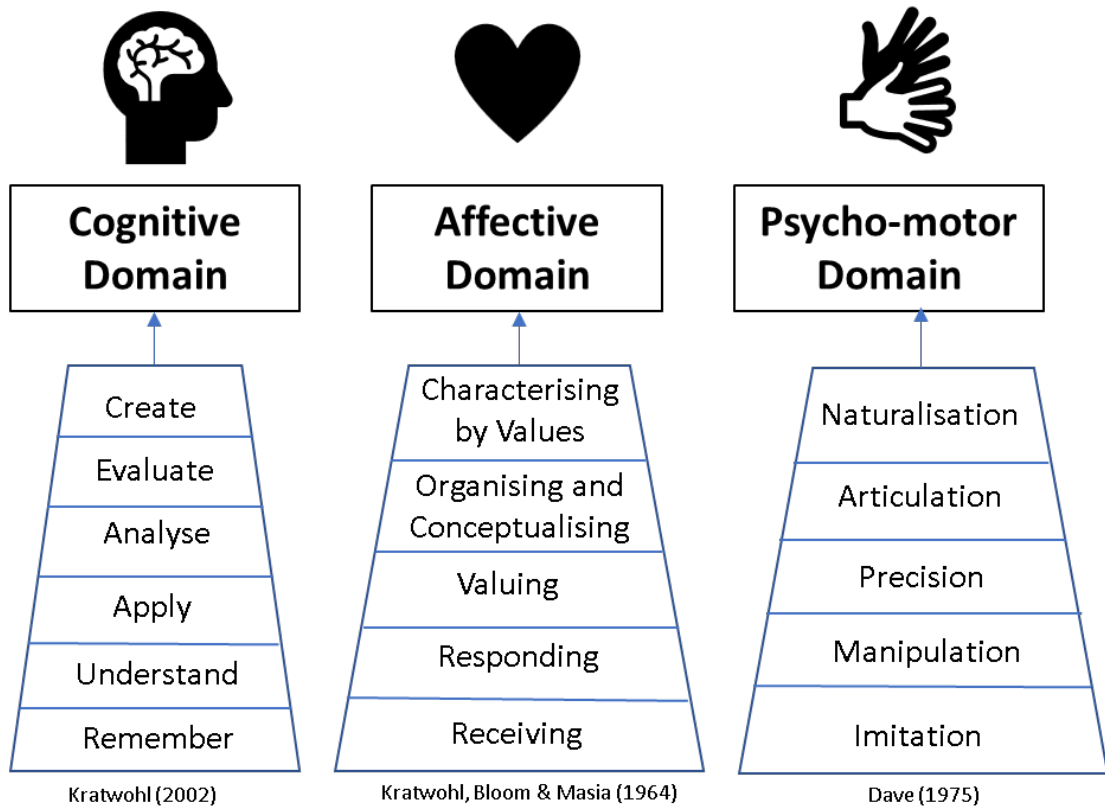 Cognitive
Domain
Create
Evaluate
Analyse
Apply
Understand
Remember
Kratwohl (2002)
Affective
Domain
Characterising
by Values
Organising and
Conceptualising
Valuing
Responding
Receiving
Kratwohl, Bloom & Masia (1964)
Psycho-motor
Domain
Naturalisation
Articulation
Precision
Manipulation
Imitation
Dave (1975)